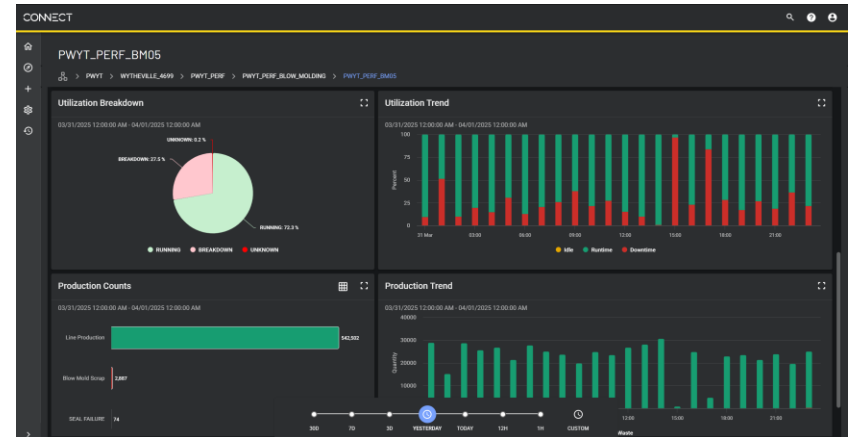 CONNECT
PWYT_PERF_BM05
> PWYT > WYTHEVILLE_4699 > PWYT_PERF > PWYT_PERF_BLOW_MOLDING > PWYT_PERF_BM05
Utilization Breakdown
03/31/2025 12:00:00 AM - 04/01/2025 12:00:00 AM
UNKNOWN: 0.2 %
BREAKDOWN: 27.5 %
RUNNING: 72.3 %
RUNNING BREAKDOWN UNKNOWN
Utilization Trend
03/31/2025 12:00:00 AM - 04/01/2025 12:00:00 AM
100
75
50
25
0
Percent
31 Mar 03:00 06:00 09:00 12:00 15:00 18:00 21:00
Idle Runtime Downtime
Production Counts
03/31/2025 12:00:00 AM - 04/01/2025 12:00:00 AM
Line Production 542,502
Blow Mold Scrap 2,897
SEAL FAILURE 74
Production Trend
03/31/2025 12:00:00 AM - 04/01/2025 12:00:00 AM
40000
30000
20000
10000
Quantity
12:00 15:00 18:00 21:00
Waste
30D 7D 3D YESTERDAY TODAY 12H 1H CUSTOM